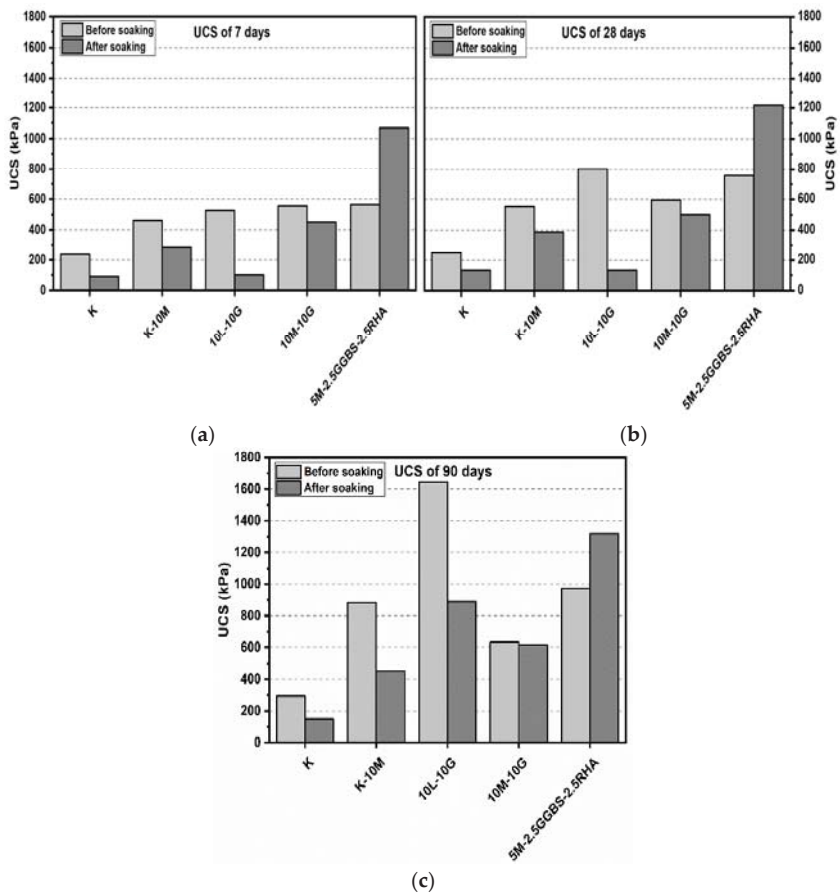 UCS of 7 days
Before soaking
After soaking
UCS (kPa)
1800
1600
1400
1200
1000
800
600
400
200
0
K
K-10M
10L-10G
10M-10G
5M-2.5GGBS-2.5RHA
(a)
UCS of 28 days
Before soaking
After soaking
1800
1600
1400
1200
1000
800
600
400
200
0
UCS (kPa)
K
K-10M
10L-10G
10M-10G
5M-2.5GGBS-2.5RHA
(b)
UCS of 90 days
Before soaking
After soaking
UCS (kPa)
1800
1600
1400
1200
1000
800
600
400
200
0
K
K-10M
10L-10G
10M-10G
5M-2.5GGBS-2.5RHA
(c)